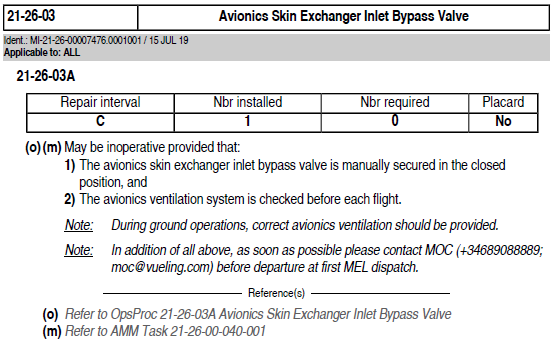 21-26-03 Avionics Skin Exchanger Inlet Bypass Valve
Ident.: MI-21-26-00007476.0001001 / 15 JUL 19
Applicable to: ALL
21-26-03A
Repair interval Nbr installed Nbr required Placard
C 1 0 No
(o) (m) May be inoperative provided that:
1) The avionics skin exchanger inlet bypass valve is manually secured in the closed
position, and
2) The avionics ventilation system is checked before each flight.
Note: During ground operations, correct avionics ventilation should be provided.
Note: In addition of all above, as soon as possible please contact MOC (+34689088889;
moc@vueling.com) before departure at first MEL dispatch.
Reference(s)
(o) Refer to OpsProc 21-26-03A Avionics Skin Exchanger Inlet Bypass Valve
(m) Refer to AMM Task 21-26-00-040-001